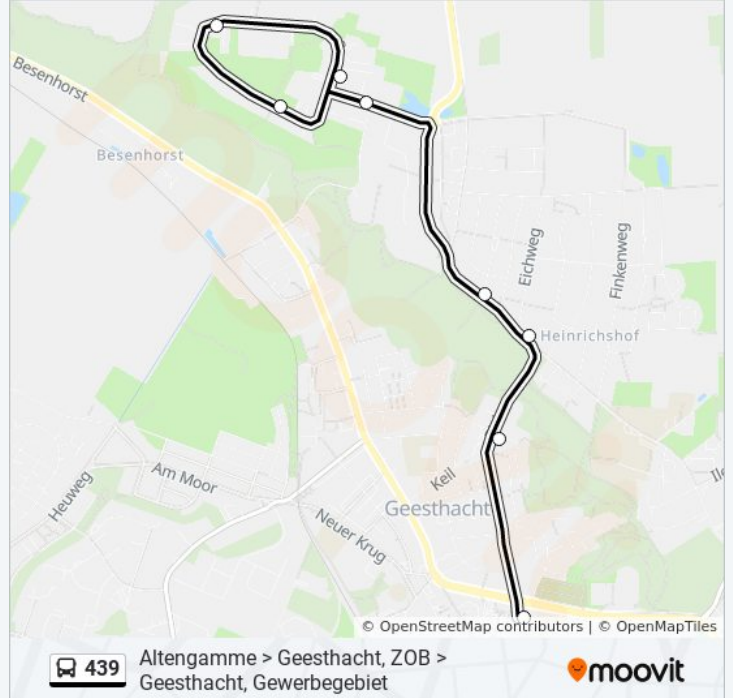 Besenhorst
Besenhorst
Eichweg
Finkenweg
Heinrichshof
Heuweg
Am Moor
Keil
Geesthacht
Neuer Krug
© OpenStreetMap contributors | © OpenMapTiles
439
Altengamme > Geesthacht, ZOB >
Geesthacht, Gewerbegebiet
moovit